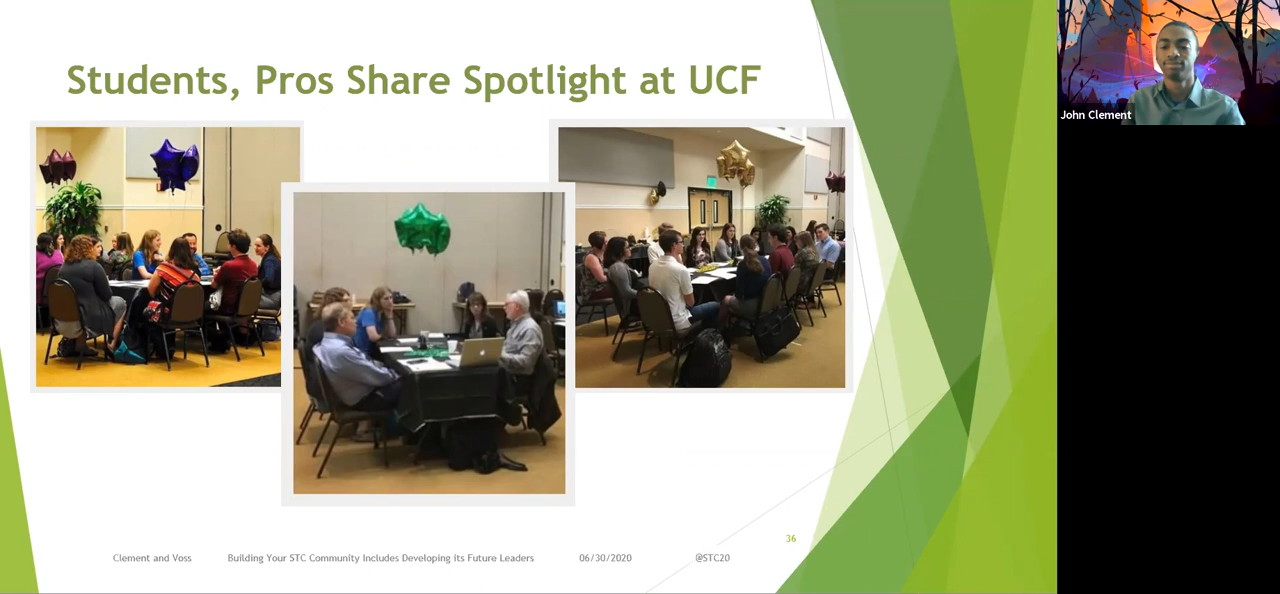 Students, Pros Share Spotlight at UCF
John Clement
36
Clement and Voss Building Your STC Community Includes Developing its Future Leaders 06/30/2020 @STC20